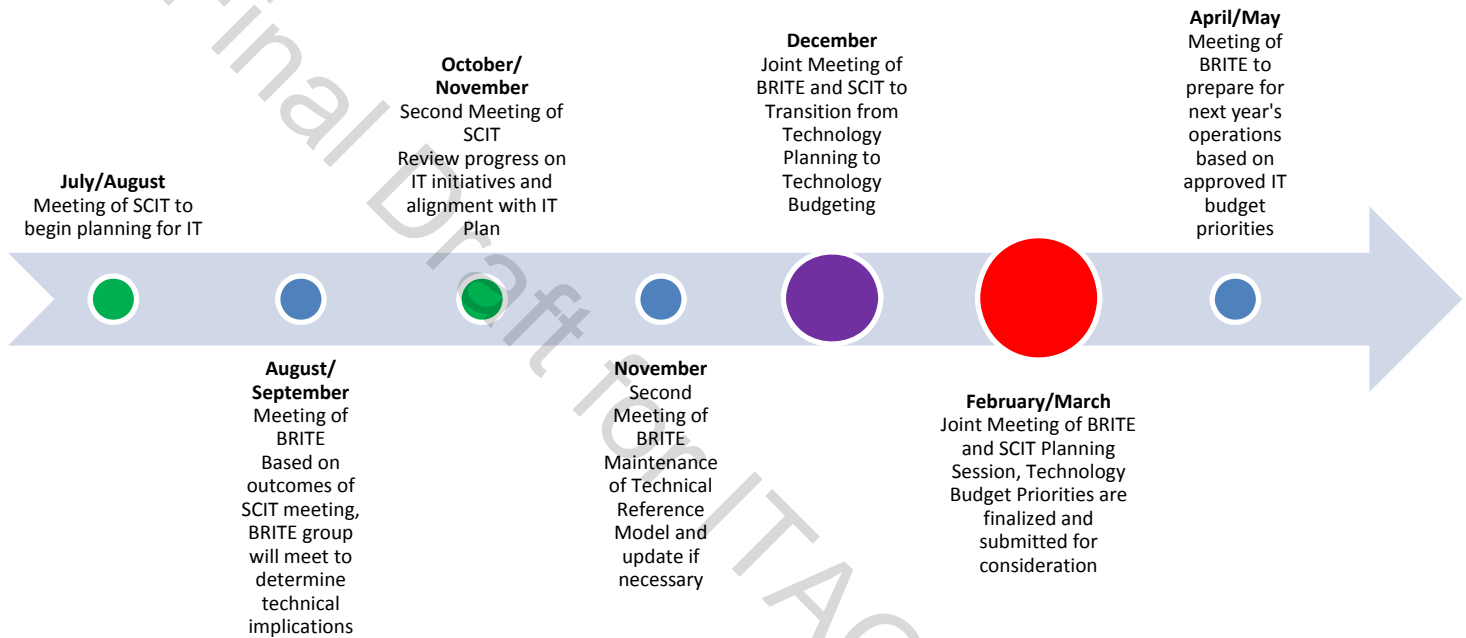 July/August
Meeting of SCIT to
begin planning for IT
August/
September
Meeting of
BRITE
Based on
outcomes of
SCIT meeting,
BRITE group
will meet to
determine
technical
implications
October/
November
Second Meeting of
SCIT
Review progress on
IT initiatives and
alignment with IT
Plan
November
Second
Meeting of
BRITE
Maintenance
of Technical
Reference
Model and
update if
necessary
December
Joint Meeting of
BRITE and SCIT to
Transition from
Technology
Planning to
Technology
Budgeting
February/March
Joint Meeting of BRITE
and SCIT Planning
Session, Technology
Budget Priorities are
finalized and
submitted for
consideration
April/May
Meeting of
BRITE to
prepare for
next year's
operations
based on
approved IT
budget
priorities
Final Draft for ITAC